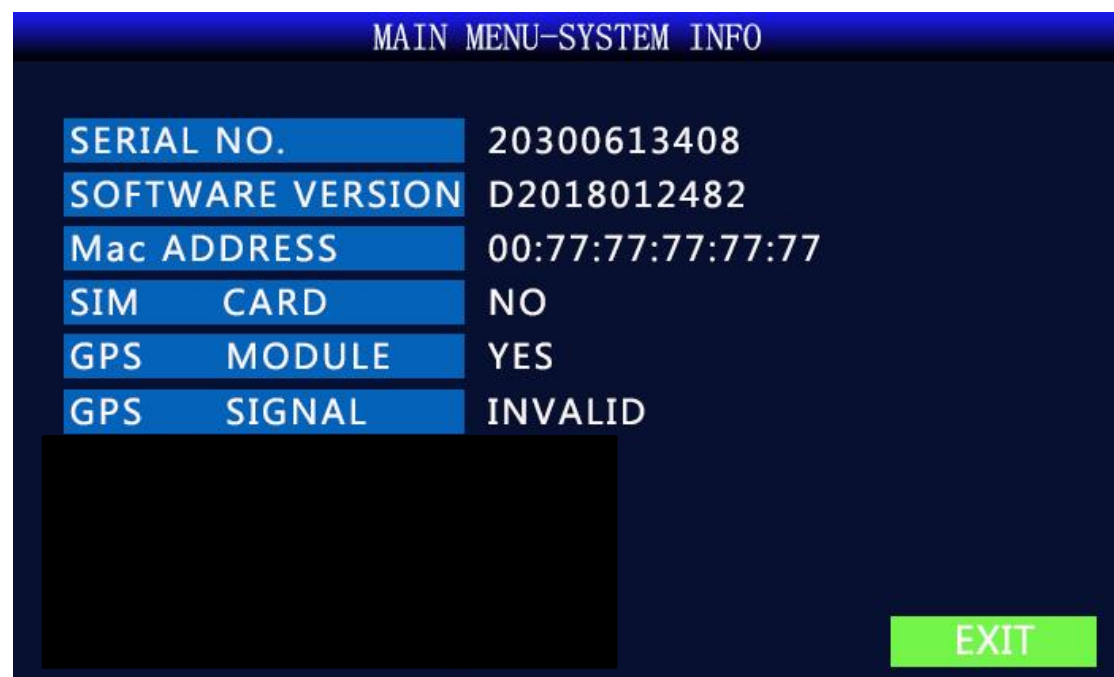 MAIN MENU-SYSTEM INFO
SERIAL NO. 20300613408
SOFTWARE VERSION D2018012482
Mac ADDRESS 00:77:77:77:77:77
SIM CARD NO
GPS MODULE YES
GPS SIGNAL INVALID
EXIT